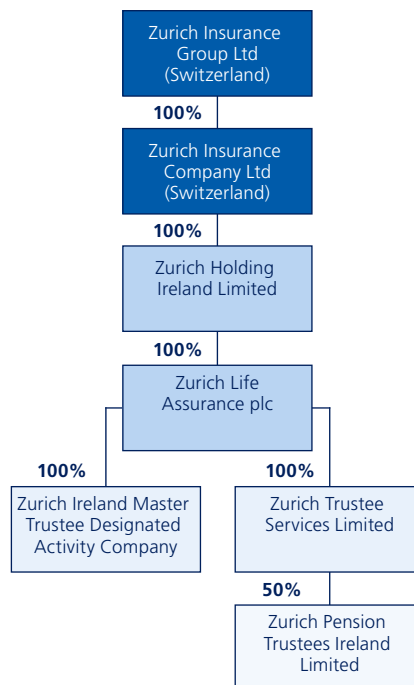 Zurich Insurance
Group Ltd
(Switzerland)
100%
Zurich Insurance
Company Ltd
(Switzerland)
100%
Zurich Holding
Ireland Limited
100%
Zurich Life
Assurance plc
100%
Zurich Ireland Master
Trustee Designated
Activity Company
100%
Zurich Trustee
Services Limited
50%
Zurich Pension
Trustees Ireland
Limited